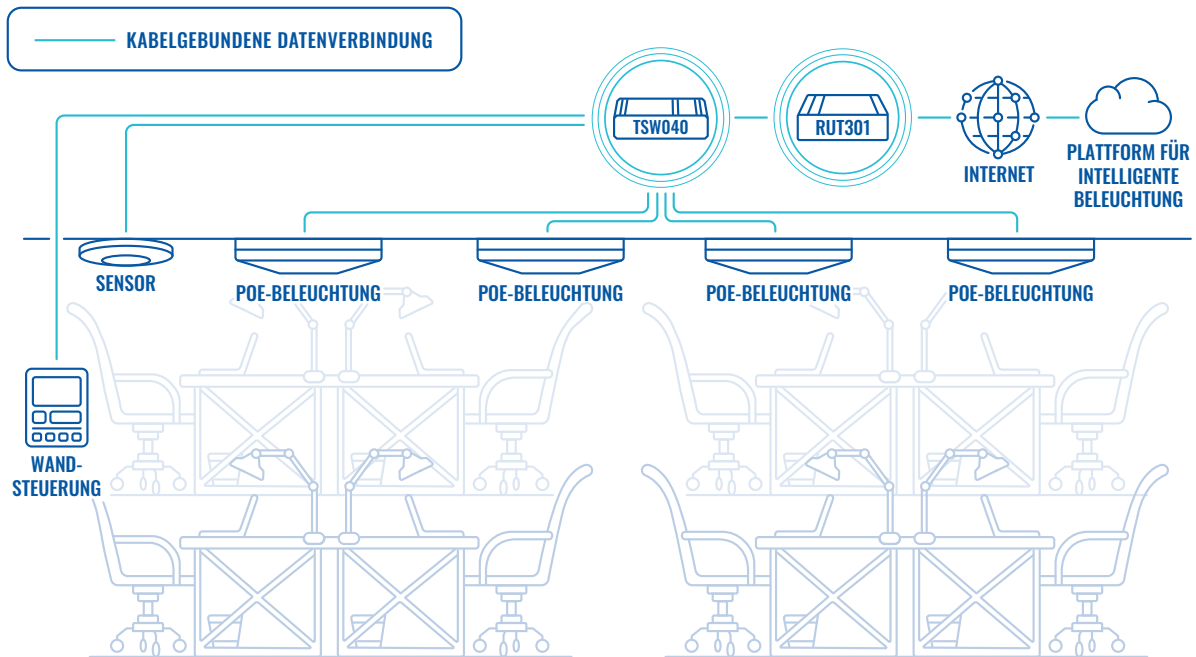 KABELGEBUNDENE DATENVERBINDUNG
TSW040
RUT301
INTERNET
PLATTFORM FÜR
INTELLIGENTE
BELEUCHTUNG
SENSOR
POE-BELEUCHTUNG
POE-BELEUCHTUNG
POE-BELEUCHTUNG
POE-BELEUCHTUNG
WAND-
STEUERUNG